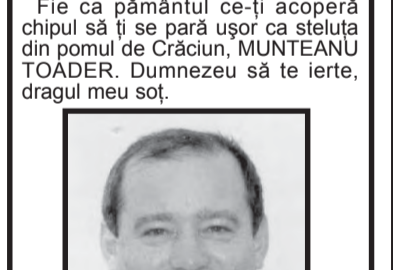 Fie ca pământul ce-ți acoperă
chipul să ți se pară uşor ca steluța
din pomul de Crăciun, MUNTEANU
TOADER. Dumnezeu să te ierte,
dragul meu soț.